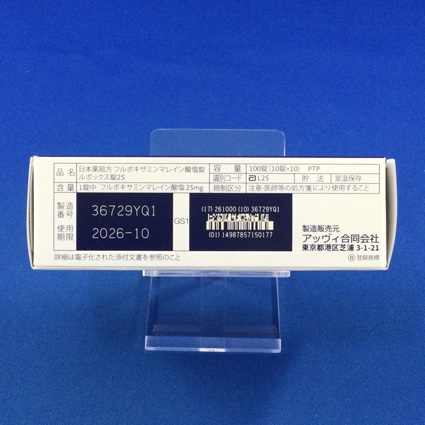 品 名 日本薬局方 フルボキサミンマレイン酸塩錠
ルボックス錠25
容 量 100錠(10錠×10) PTP
識別コード L25 貯 法 室温保存
含 量 1錠中 フルボキサミンマレイン酸塩25mg
規制区分 注意-医師等の処方箋により使用すること
製造番号 36729YQ1
使用期限 2026-10
GS1
(17) 261000 (10) 36729YQ1
(01) 14987857150177
製造販売元
アッヴィ合同会社
東京都港区芝浦 3-1-21
Ⓡ登録商標
詳細は電子化された添付文書を参照のこと